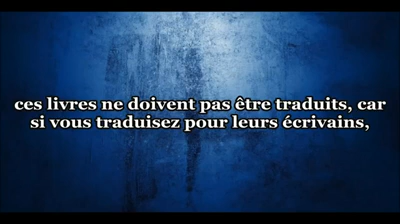 ces livres ne doivent pas être traduits, car
si vous traduisez pour leurs écrivains,